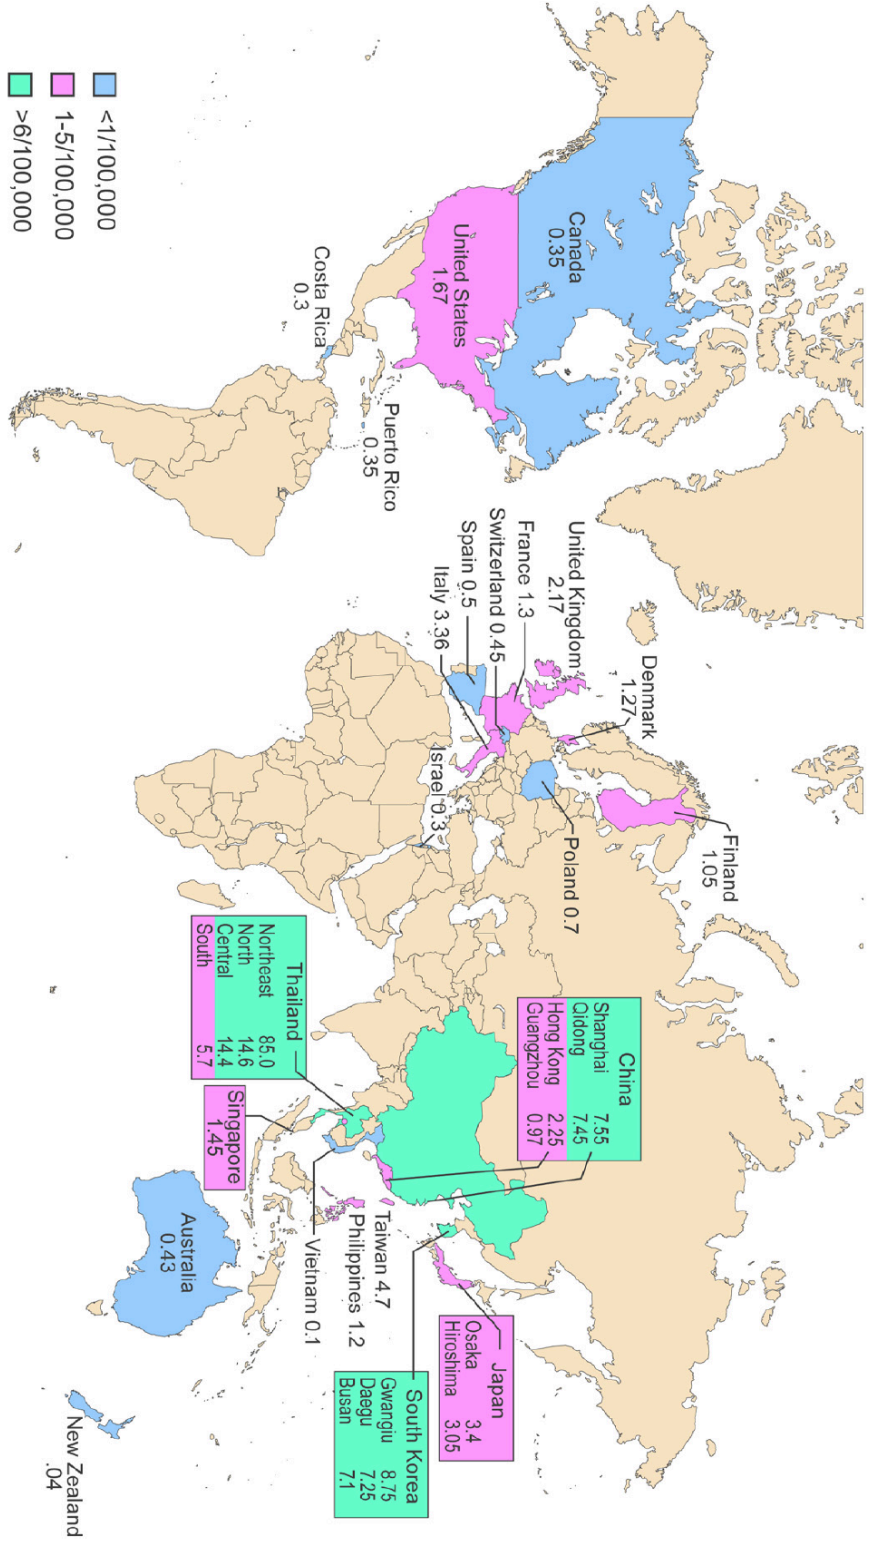 Canada
0.35
United States
1.67
Costa Rica
0.3
Puerto Rico
0.35
<1/100,000
1-5/100,000
>6/100,000
Denmark
1.27
United Kingdom
2.17
France 1.3
Switzerland 0.45
Spain 0.5
Italy 3.36
Finland
1.05
Poland 0.7
Israel 0.3
China
Shanghai 7.55
Qidong 7.45
Hong Kong 2.25
Guangzhou 0.97
Thailand
Northeast 85.0
North 14.6
Central 14.4
South 5.7
Singapore
1.45
Japan
Osaka 3.4
Hiroshima 3.05
South Korea
Gwangiu 8.75
Daegu 7.25
Busan 7.1
Taiwan 4.7
Philippines 1.2
Vietnam 0.1
Australia
0.43
New Zealand
.04